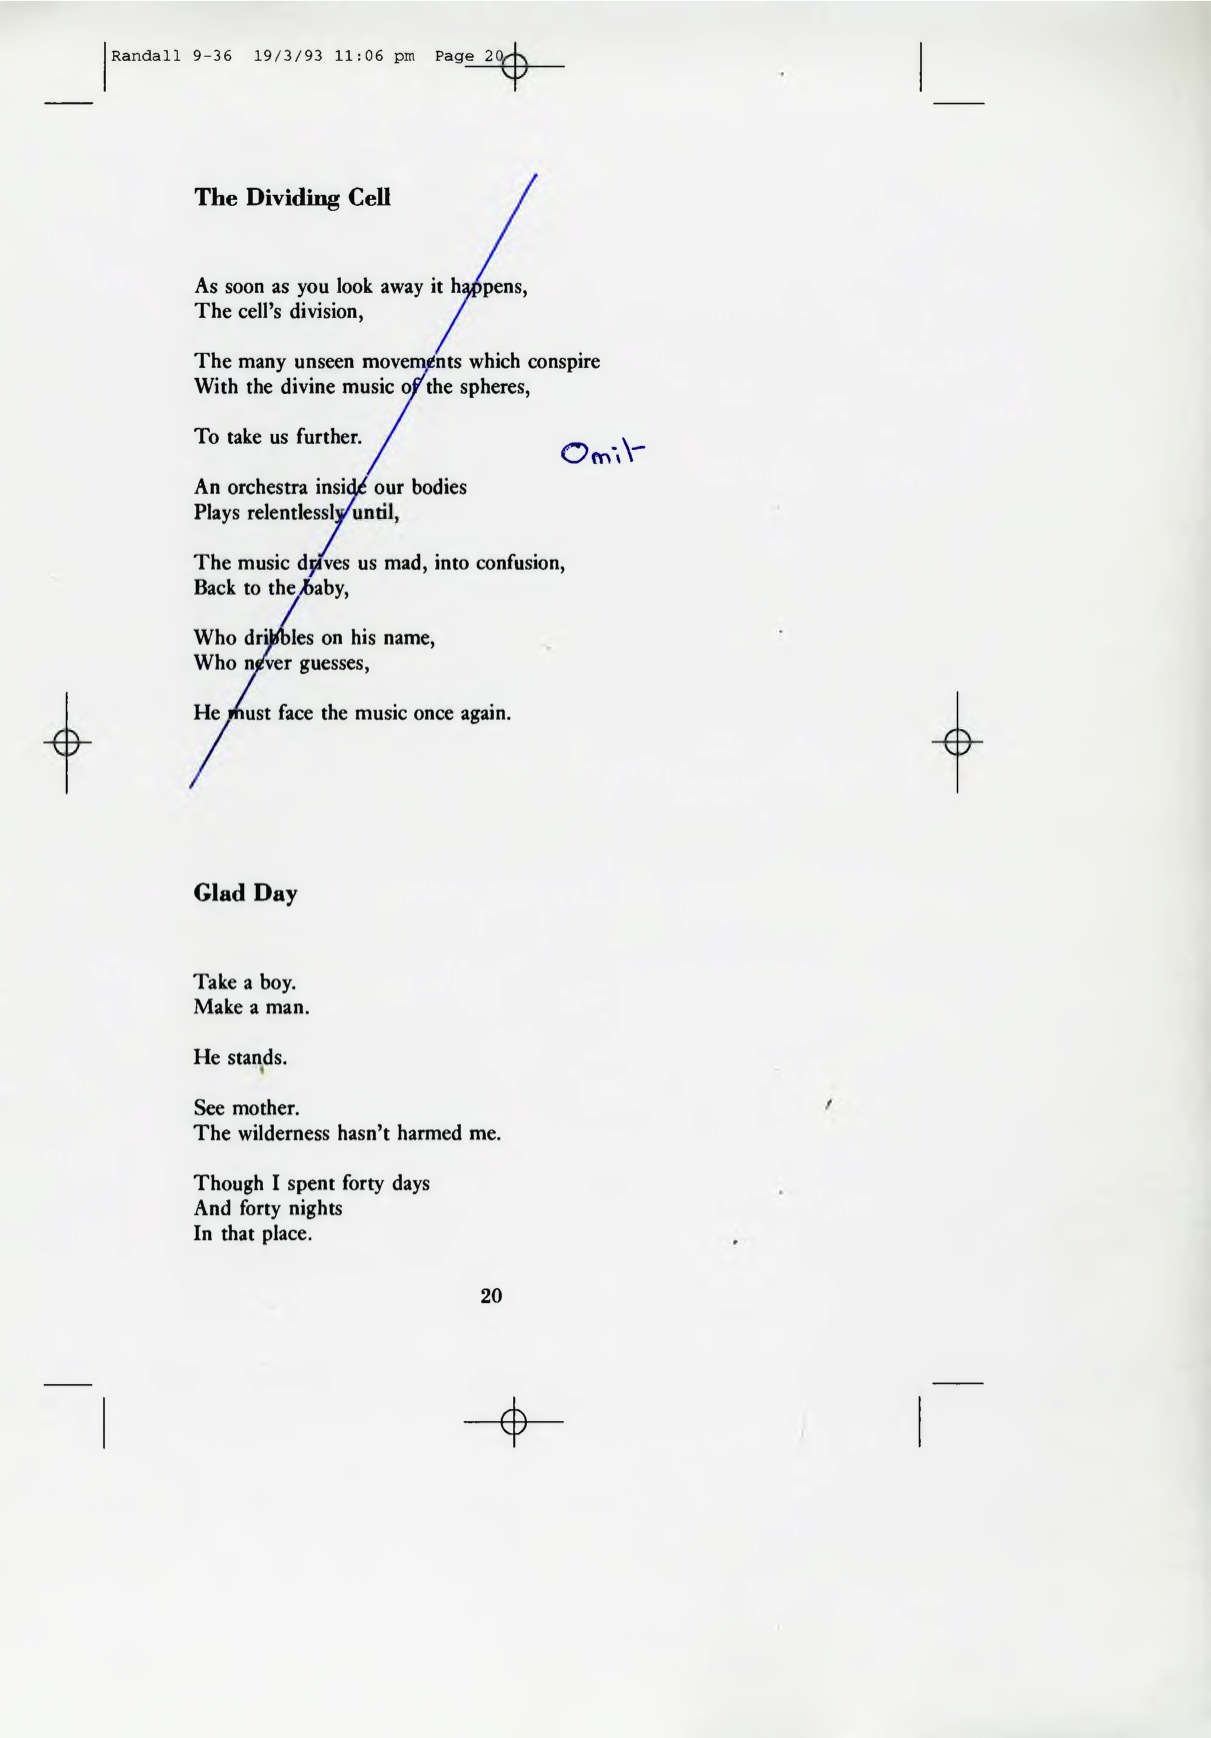 Randall 9-36 19/3/93 11:06 pm Page 20
The Dividing Cell
As soon as you look away it happens,
The cell's division,
The many unseen movements which conspire
With the divine music of the spheres,
To take us further.
Omit
An orchestra inside our bodies
Plays relentlessly until,
The music drives us mad, into confusion,
Back to the baby,
Who dribbles on his name,
Who never guesses,
He must face the music once again.
Glad Day
Take a boy.
Make a man.
He stands.
See mother.
The wilderness hasn't harmed me.
Though I spent forty days
And forty nights
In that place.
20